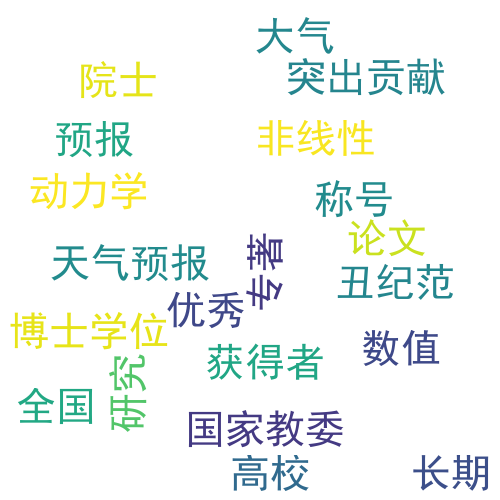 大气
院士
突出贡献
预报
非线性
动力学
称号
论文
天气预报
专著
丑纪范
优秀
博士学位
数值
获得者
研究
全国
国家教委
高校
长期